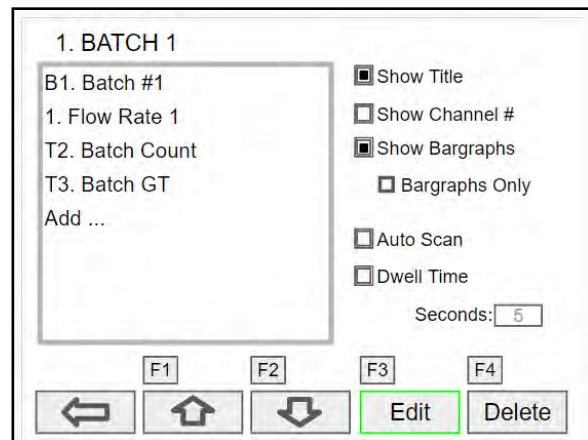 1. BATCH 1
B1. Batch #1
1. Flow Rate 1
T2. Batch Count
T3. Batch GT
Add ...
Show Title
Show Channel #
Show Bargraphs
Bargraphs Only
Auto Scan
Dwell Time
Seconds: 5
F1 F2 F3 F4
Edit Delete